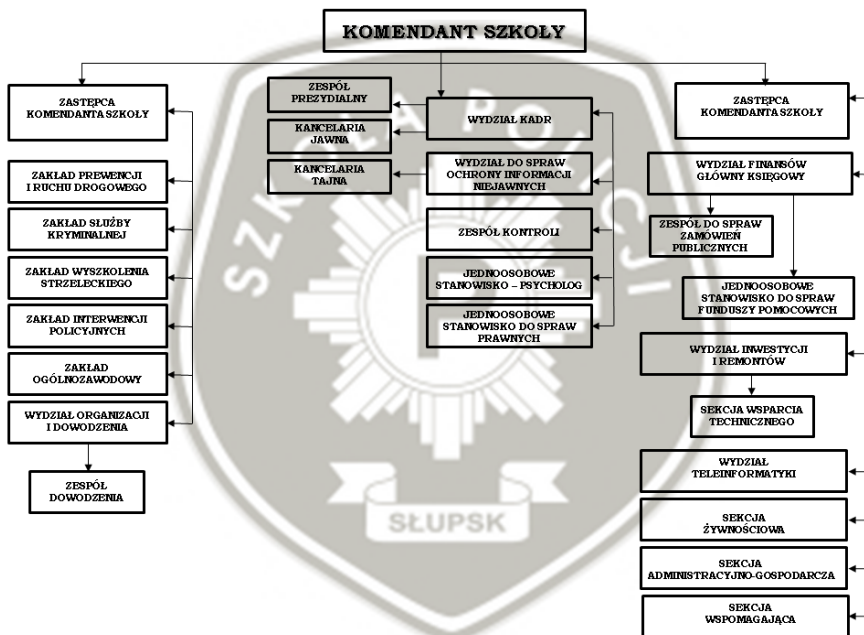 KOMENDANT SZKOŁY
ZASTĘPCA
KOMENDANTA SZKOŁY
ZAKŁAD PREWENCJI
I RUCHU DROGOWEGO
ZAKŁAD SŁUŻBY
KRYMINALNEJ
ZAKŁAD WYSZKOLENIA
STRZELECKIEGO
ZAKŁAD INTERWENCJI
POLICYJNYCH
ZAKŁAD
OGÓLNOZAWODOWY
WYDZIAŁ ORGANIZACJI
I DOWODZENIA
ZESPÓŁ
DOWODZENIA
ZESPÓŁ
PREZYDIALNY
KANCELARIA
JAWNA
KANCELARIA
TAJNA
WYDZIAŁ KADR
WYDZIAŁ DO SPRAW
OCHRONY INFORMACJI
NIEJAWNYCH
ZESPÓŁ KONTROLI
JEDNOOSOBOWE
STANOWISKO – PSYCHOLOG
JEDNOOSOBOWE
STANOWISKO DO SPRAW
PRAWNYCH
ZASTĘPCA
KOMENDANTA SZKOŁY
WYDZIAŁ FINANSÓW
GŁÓWNY KSIĘGOWY
ZESPÓŁ DO SPRAW
ZAMÓWIEŃ
PUBLICZNYCH
JEDNOOSOBOWE
STANOWISKO DO SPRAW
FUNDUSZY POMOCOWYCH
WYDZIAŁ INWESTYCJI
I REMONTÓW
SEKCJA WSPARCIA
TECHNICZNEGO
WYDZIAŁ
TELEINFORMATYKI
SEKCJA
ŻYWNOŚCIOWA
SEKCJA
ADMINISTRACYJNO-GOSPODARCZA
SEKCJA
WSPOMAGAJĄCA
SZKOŁA POLICJI
P
SŁUPSK